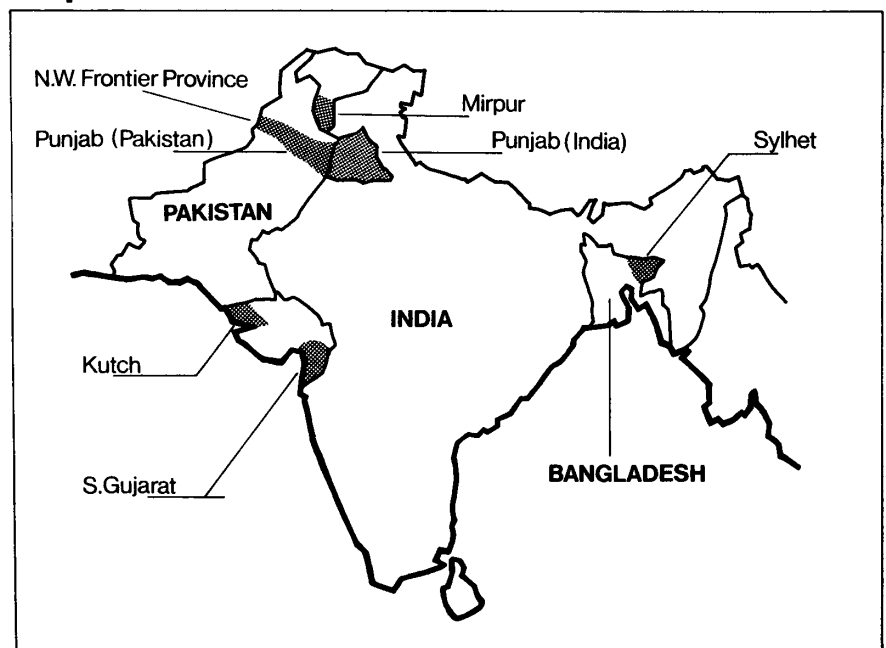 N.W. Frontier Province
Mirpur
Punjab (Pakistan)
Punjab (India)
Sylhet
PAKISTAN
INDIA
Kutch
BANGLADESH
S.Gujarat